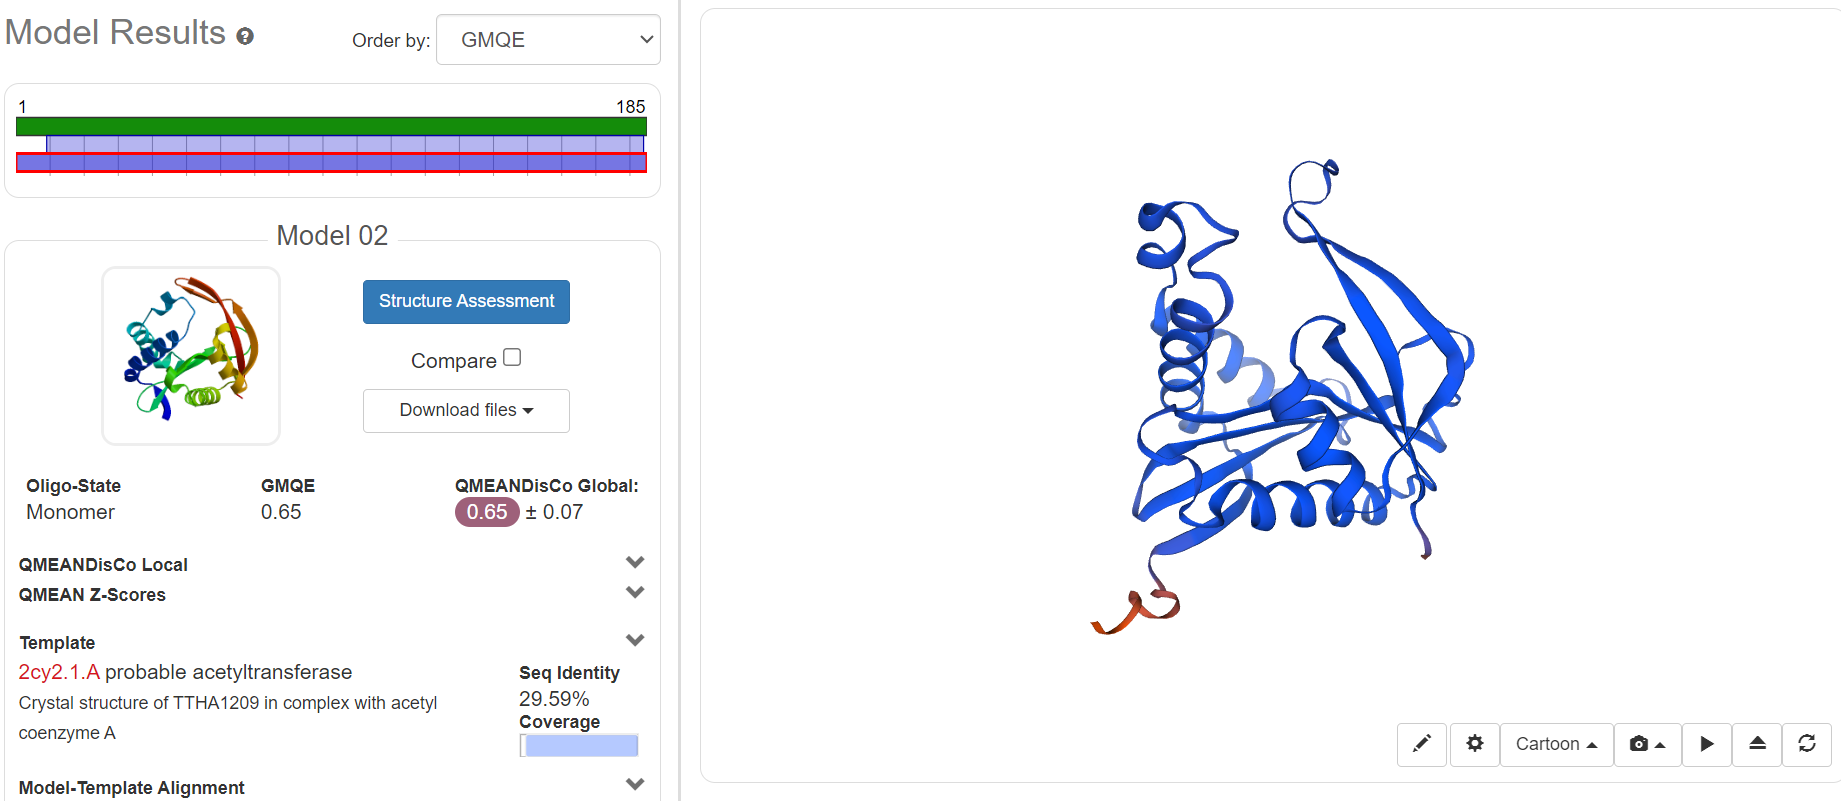 Model Results ?
Order by: GMQE
1 185
Model 02
Structure Assessment
Compare
Download files
Oligo-State GMQE QMEANDisCo Global:
Monomer 0.65 0.65 ± 0.07
QMEANDisCo Local
QMEAN Z-Scores
Template
2cy2.1.A probable acetyltransferase
Crystal structure of TTHA1209 in complex with acetyl
coenzyme A
Seq Identity
29.59%
Coverage
Model-Template Alignment
Cartoon